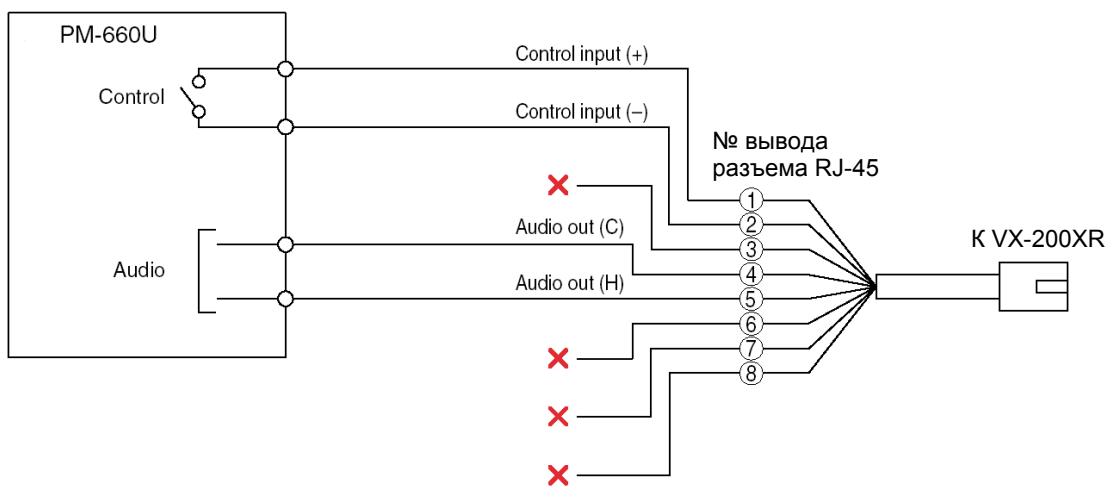 PM-660U
Control input (+)
Control
Control input (–)
№ вывода
разъема RJ-45
1
2
Audio out (C)
3
К VX-200XR
4
Audio
Audio out (H)
5
6
7
8